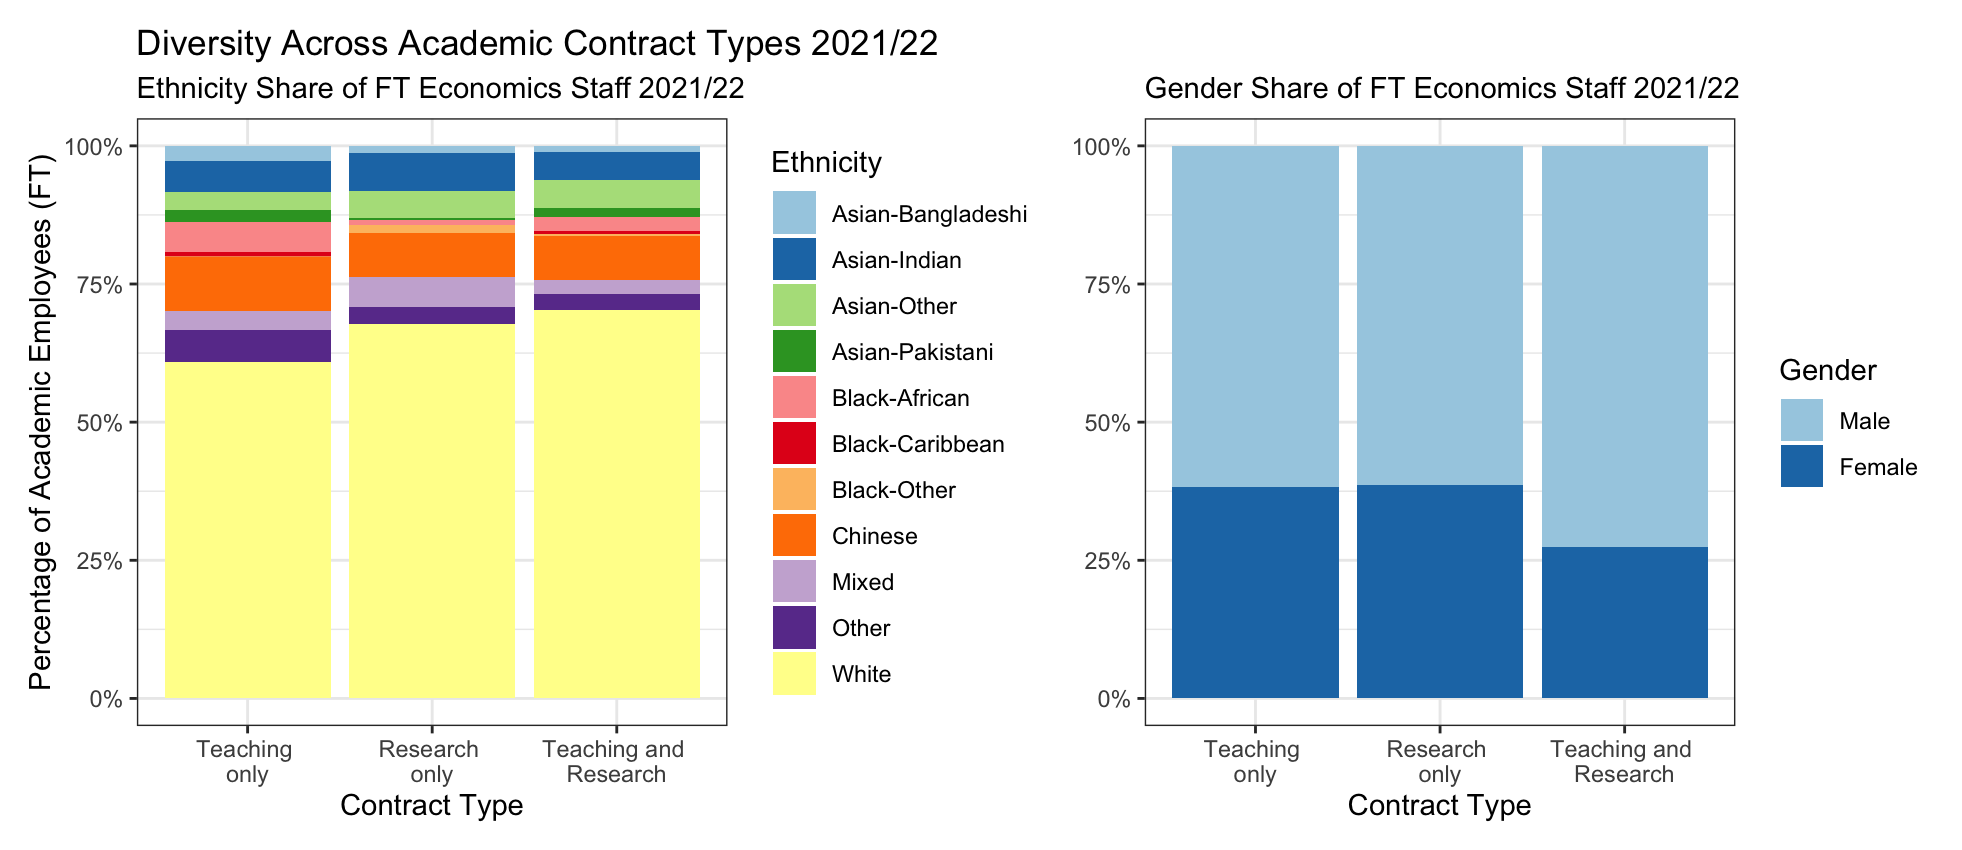 Diversity Across Academic Contract Types 2021/22
Ethnicity Share of FT Economics Staff 2021/22
Percentage of Academic Employees (FT)
100%
75%
50%
25%
0%
Teaching
only
Research
only
Teaching and
Research
Contract Type
Ethnicity
Asian-Bangladeshi
Asian-Indian
Asian-Other
Asian-Pakistani
Black-African
Black-Caribbean
Black-Other
Chinese
Mixed
Other
White
Gender Share of FT Economics Staff 2021/22
100%
75%
50%
25%
0%
Teaching
only
Research
only
Teaching and
Research
Contract Type
Gender
Male
Female